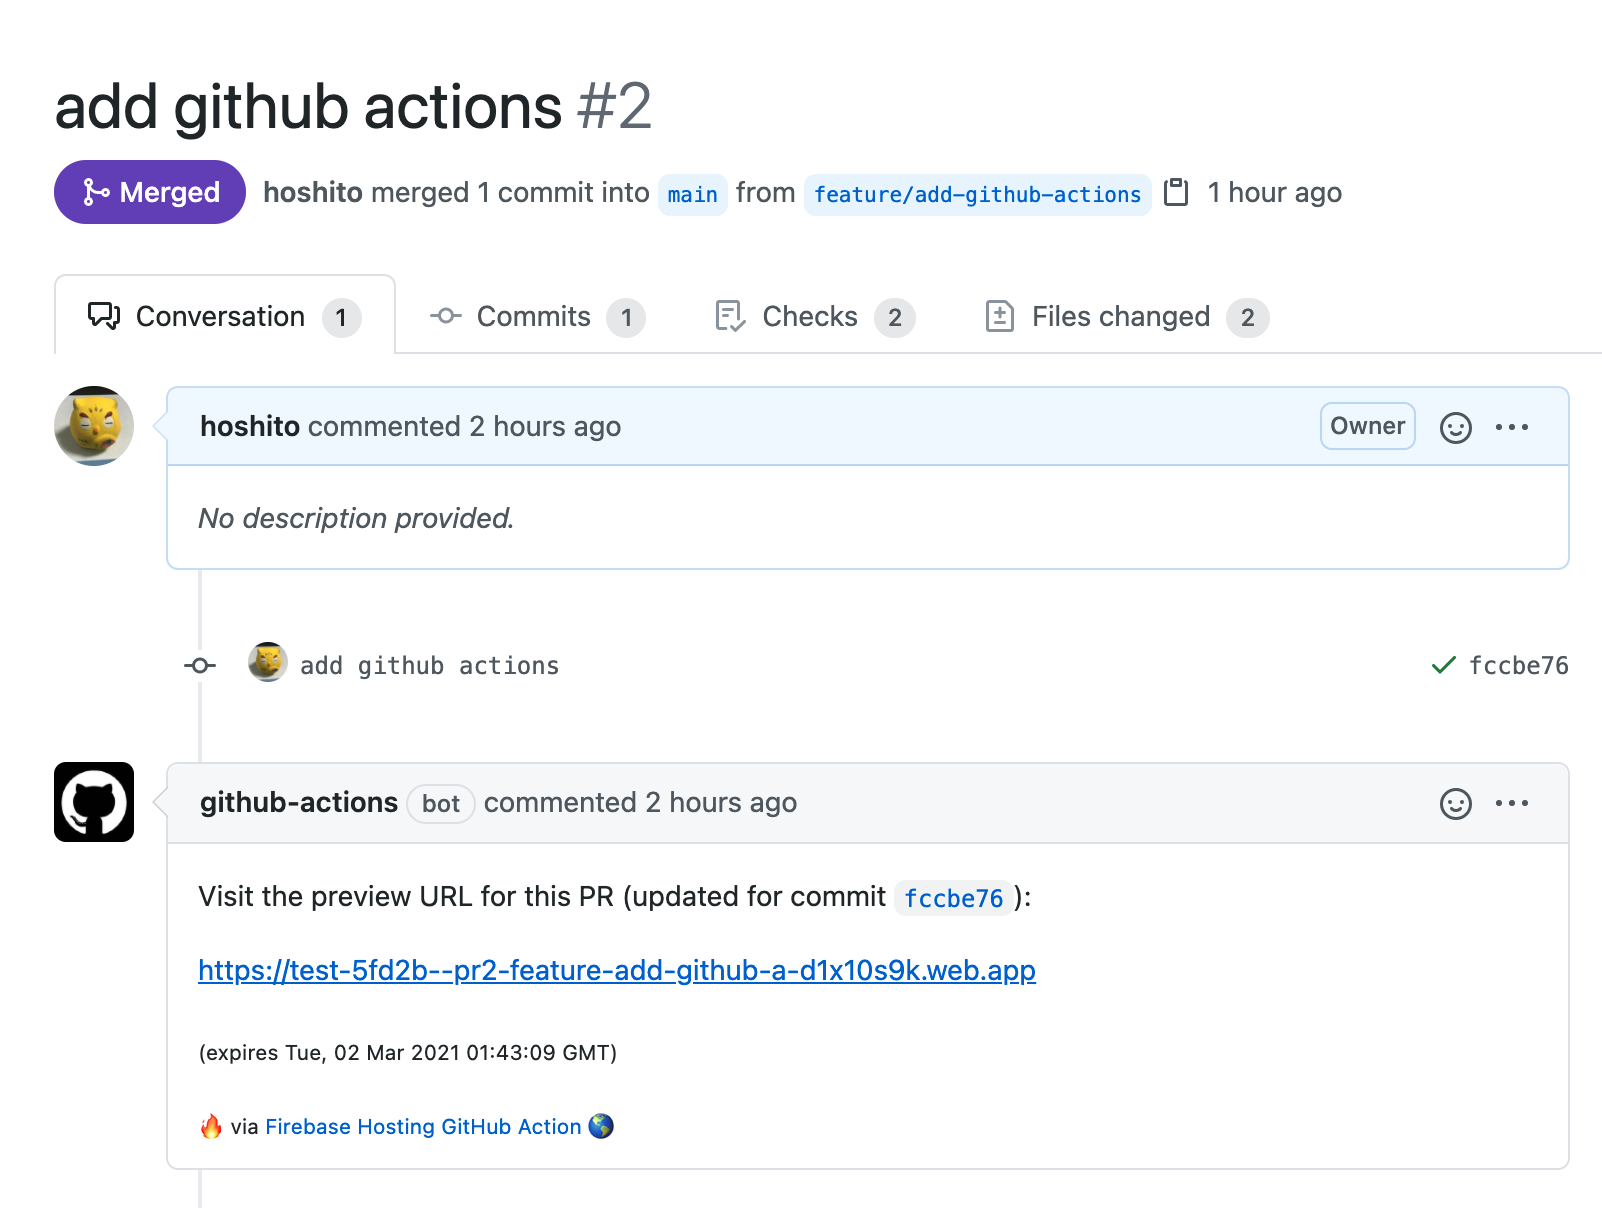 add github actions #2
Merged hoshito merged 1 commit into main from feature/add-github-actions 1 hour ago
Conversation 1 Commits 1 Checks 2 Files changed 2
hoshito commented 2 hours ago Owner
No description provided.
add github actions fccbe76
github-actions bot commented 2 hours ago
Visit the preview URL for this PR (updated for commit fccbe76):
https://test-5fd2b--pr2-feature-add-github-a-d1x10s9k.web.app
(expires Tue, 02 Mar 2021 01:43:09 GMT)
🔥 via Firebase Hosting GitHub Action 🌎